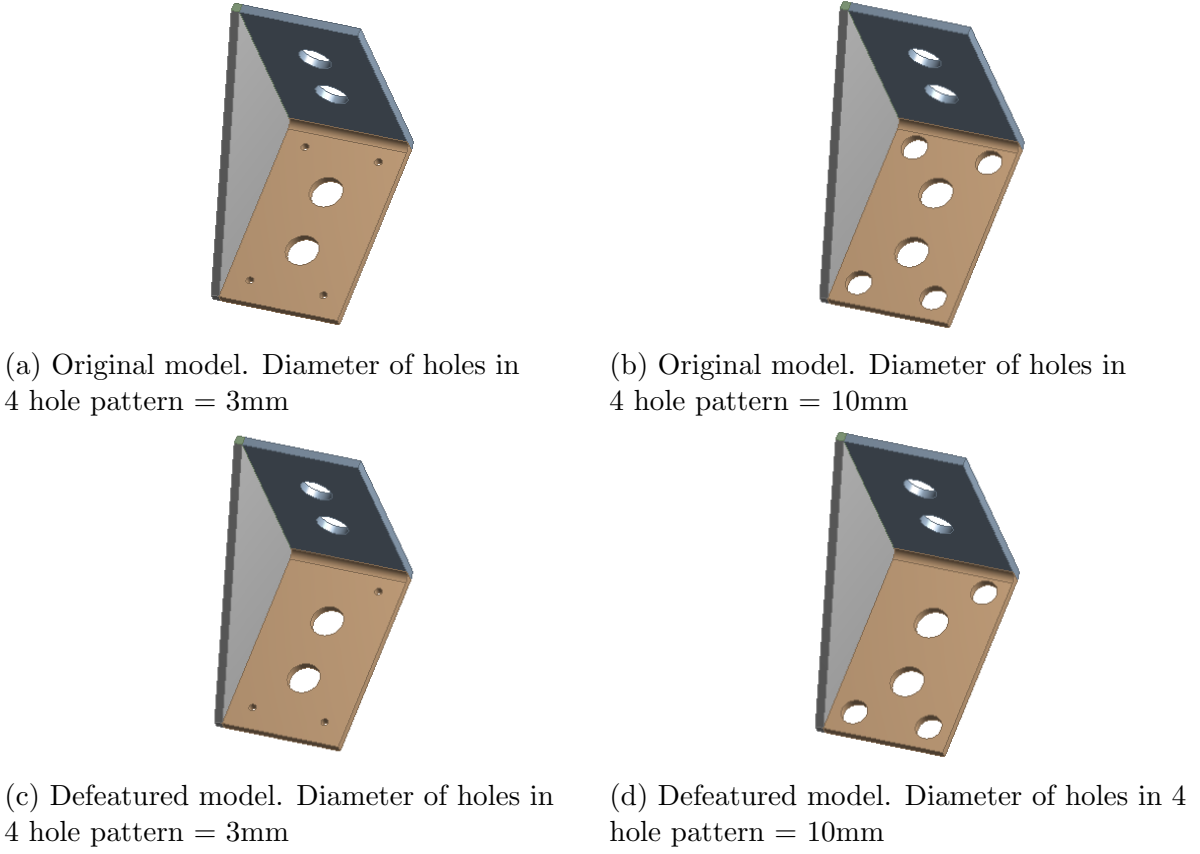 (a) Original model. Diameter of holes in
4 hole pattern = 3mm
(b) Original model. Diameter of holes in
4 hole pattern = 10mm
(c) Defeatured model. Diameter of holes in
4 hole pattern = 3mm
(d) Defeatured model. Diameter of holes in 4
hole pattern = 10mm